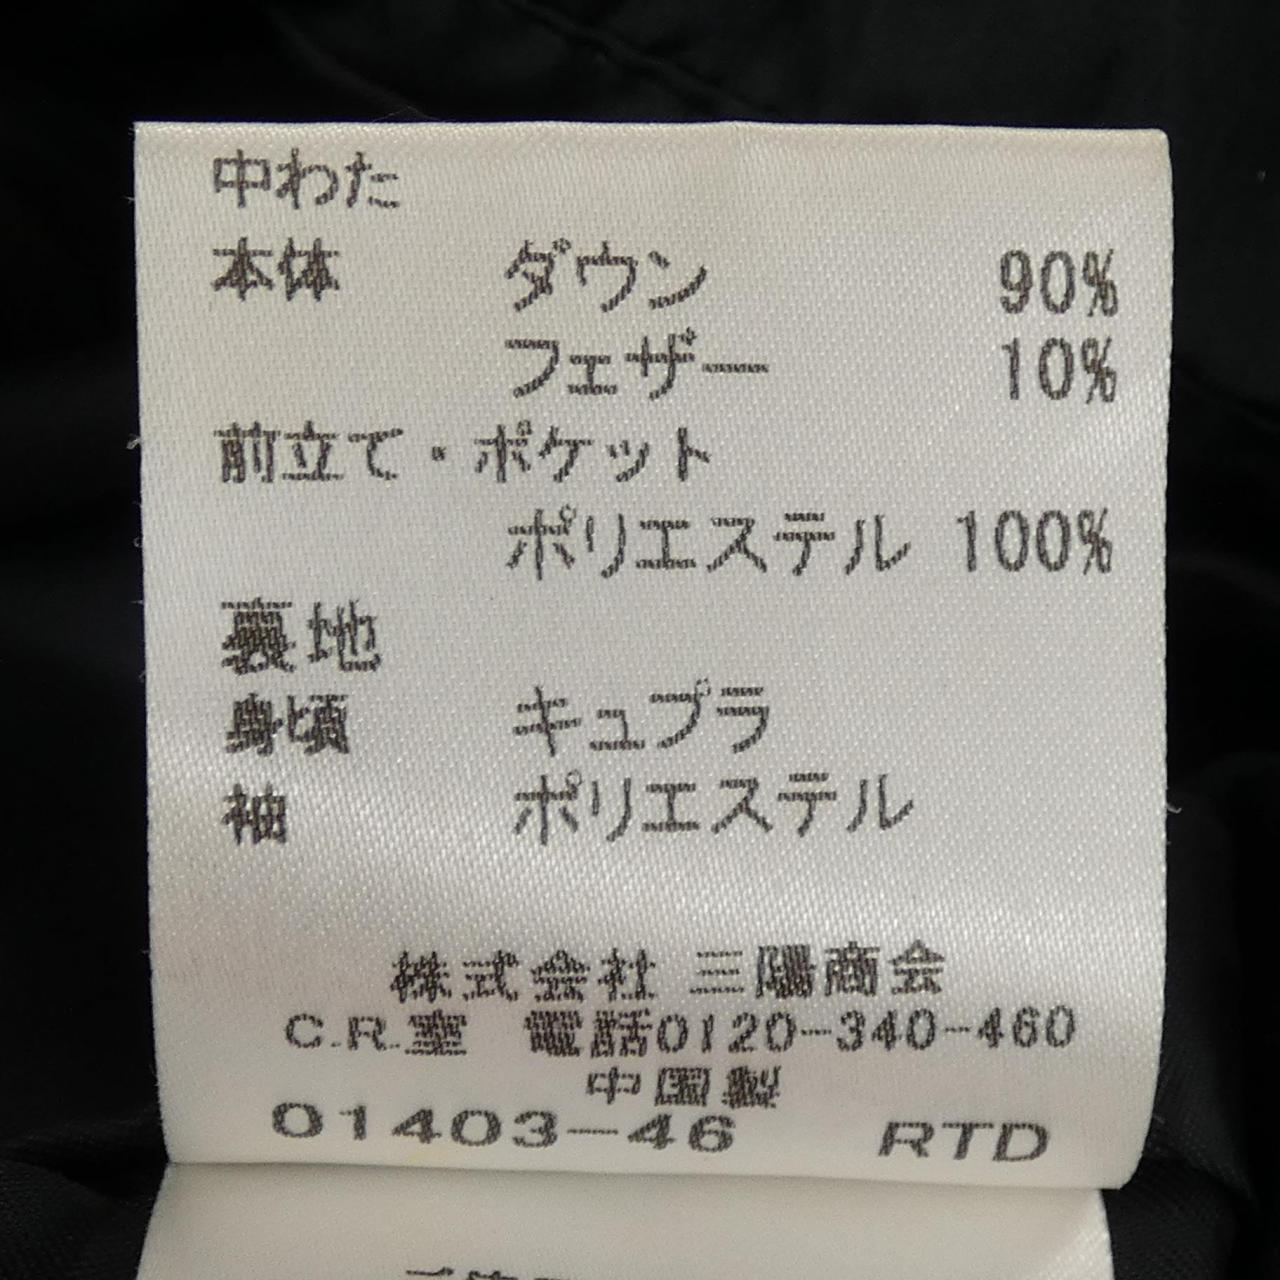 中わた
本体 ダウン 90%
フェザー 10%
前立て・ポケット
ポリエステル 100%
裏地
身頃 キュプラ
袖 ポリエステル
株式会社 三陽商会
C.R.室 電話0120-340-460
中国製
01403-46 RTD